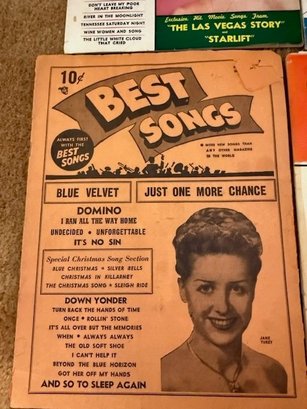 DON'T LEAVE MY POOR
HEART BREAKING
RIVER IN THE MOONLIGHT
TENNESSEE SATURDAY NIGHT
WINE WOMEN AND SONG
THE LITTLE WHITE CLOUD
THAT CRIED
Exclusive Hit Movie Songs From
"THE LAS VEGAS STORY"
and
"STARLIFT"
10¢
BEST
SONGS
ALWAYS FIRST
WITH THE
BEST
SONGS
MORE NEW SONGS THAN
ANY OTHER MAGAZINE
IN THE WORLD
BLUE VELVET
JUST ONE MORE CHANCE
DOMINO
I RAN ALL THE WAY HOME
UNDECIDED • UNFORGETTABLE
IT'S NO SIN
Special Christmas Song Section
BLUE CHRISTMAS • SILVER BELLS
CHRISTMAS IN KILLARNEY
THE CHRISTMAS SONG • SLEIGH RIDE
DOWN YONDER
TURN BACK THE HANDS OF TIME
ONCE • ROLLIN' STONE
IT'S ALL OVER BUT THE MEMORIES
WHEN • ALWAYS ALWAYS
THE OLD SOFT SHOE
I CAN'T HELP IT
BEYOND THE BLUE HORIZON
GOT HER OFF MY HANDS
AND SO TO SLEEP AGAIN
JANE
TURZY